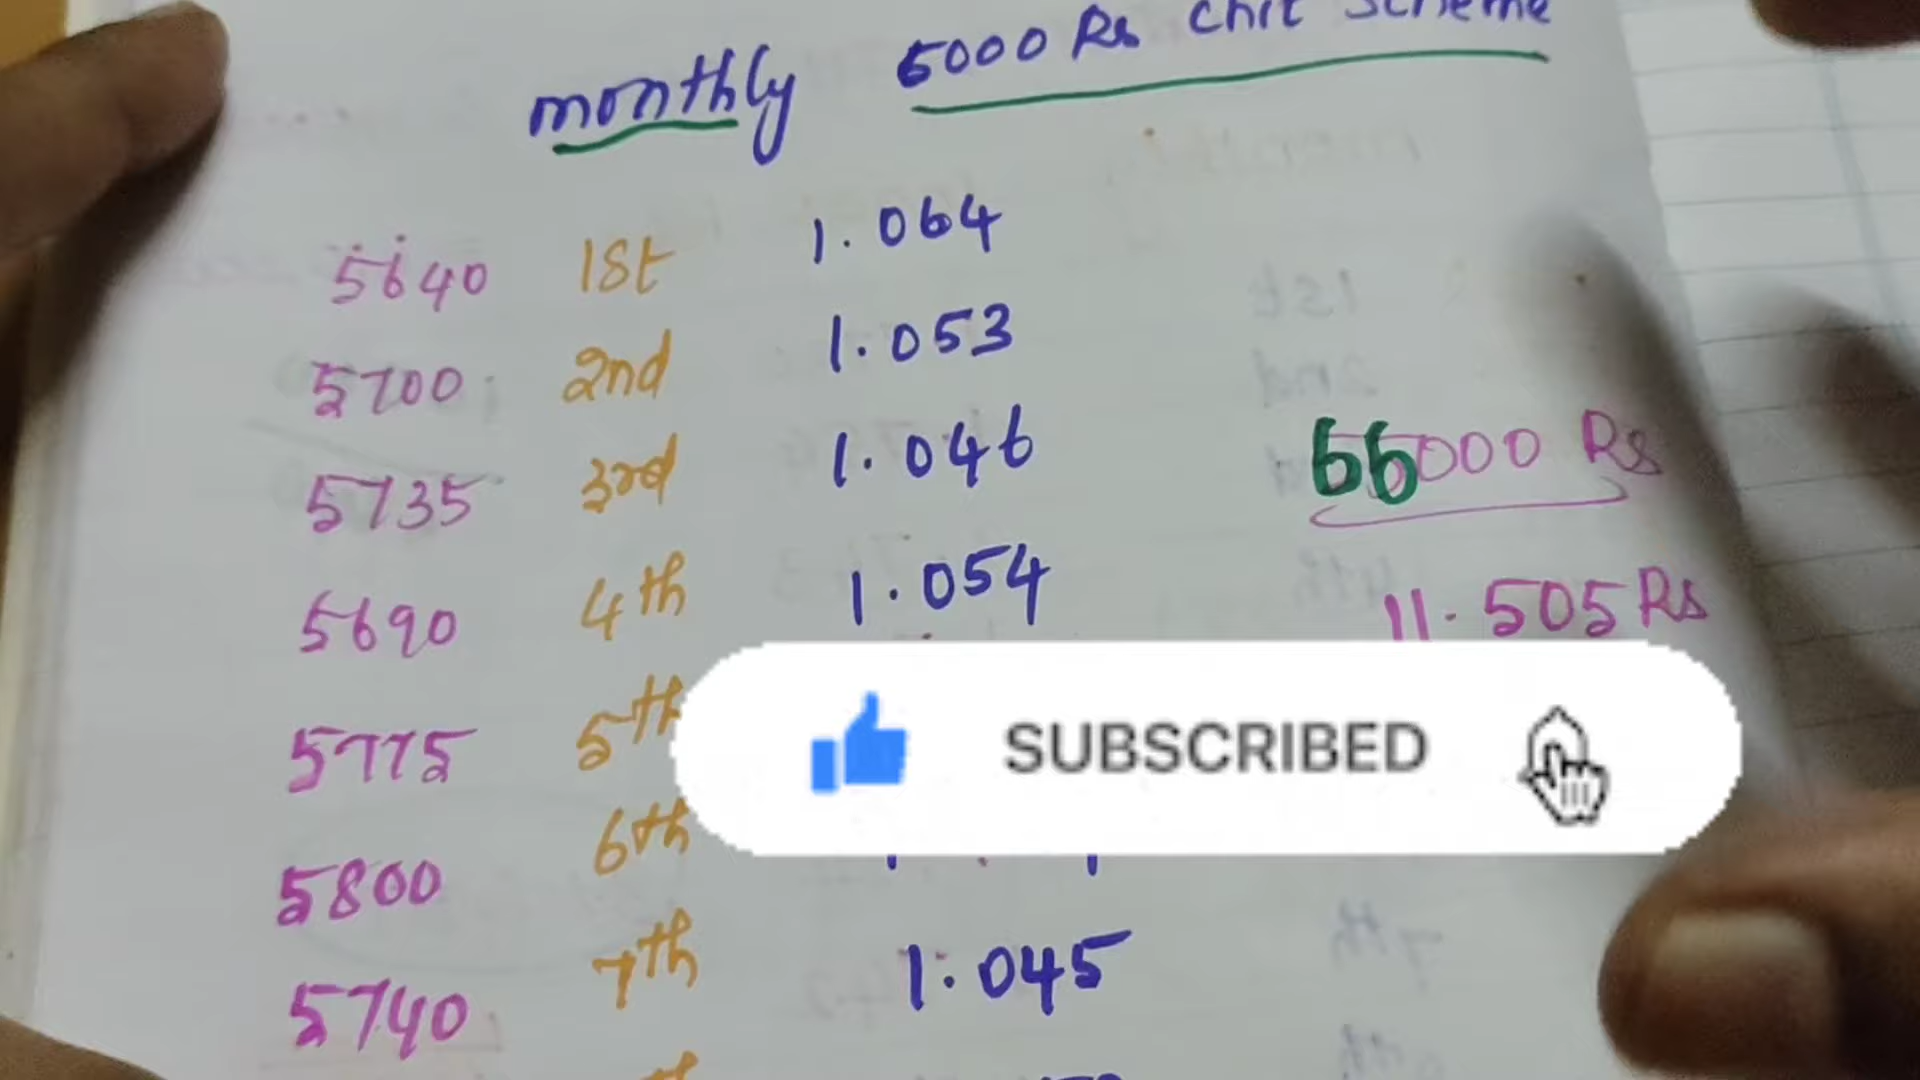 monthly 5000 Rs Chit Scheme
5640 1st 1.064
5700 2nd 1.053
5735 3rd 1.046
66000 Rs
5690 4th 1.054
11.505 Rs
5775 5th
SUBSCRIBED
5800 6th
5740 7th 1.045